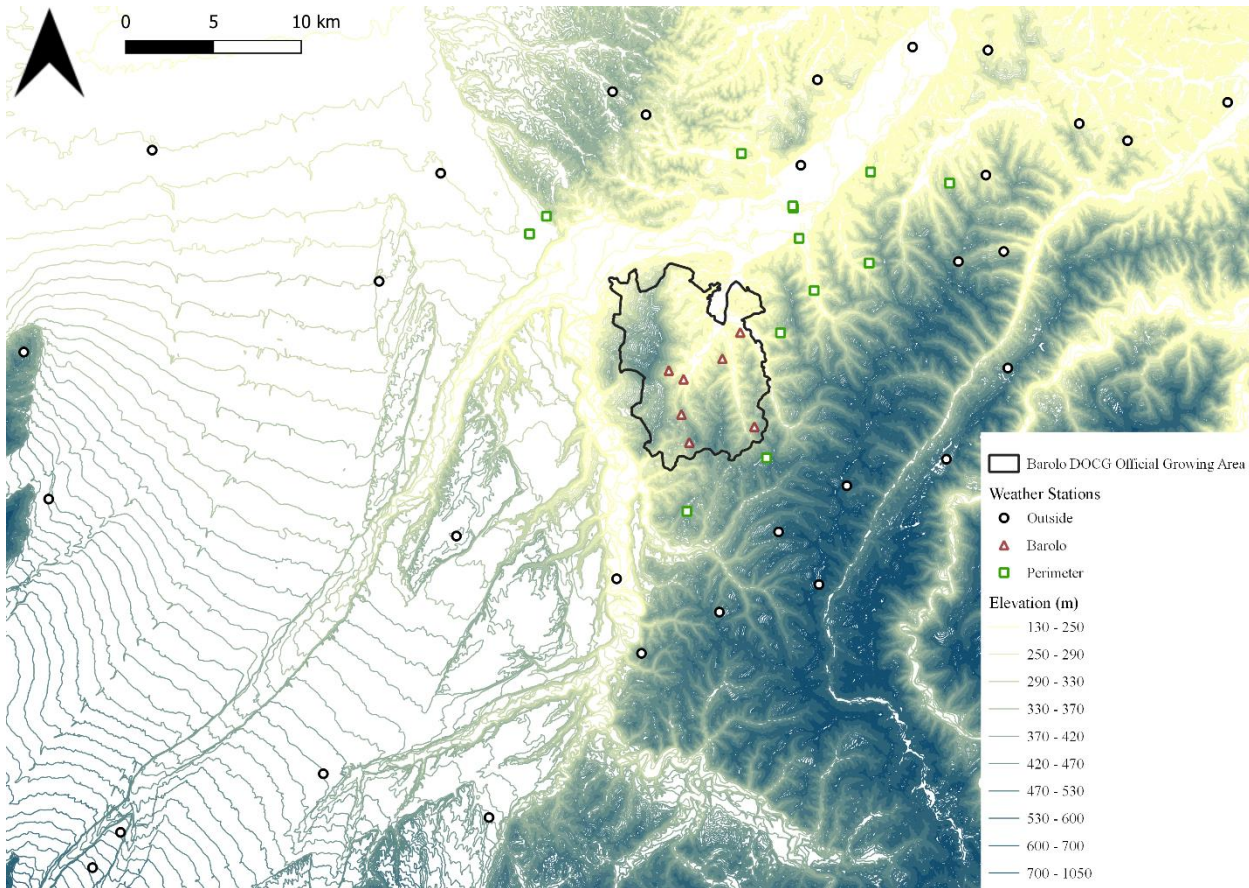 0 5 10 km
Barolo DOCG Official Growing Area
Weather Stations
Outside
Barolo
Perimeter
Elevation (m)
130 - 250
250 - 290
290 - 330
330 - 370
370 - 420
420 - 470
470 - 530
530 - 600
600 - 700
700 - 1050